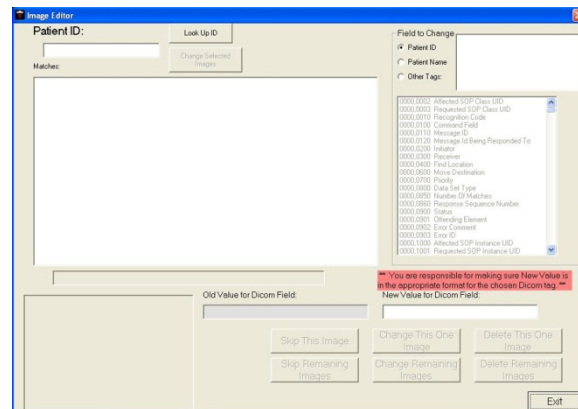 Image Editor
Patient ID:
Look Up ID
Change Selected
Images
Matches:
Field to Change
Patient ID
Patient Name
Other Tags:
0000,0002 Affected SOP Class UID
0000,0003 Requested SOP Class UID
0000,0010 Recognition Code
0000,0100 Command Field
0000,0110 Message ID
0000,0120 Message Id Being Responded To
0000,0200 Initiator
0000,0300 Receiver
0000,0400 Find Location
0000,0600 Move Destination
0000,0700 Priority
0000,0800 Data Set Type
0000,0850 Number Of Matches
0000,0860 Response Sequence Number
0000,0900 Status
0000,0901 Offending Element
0000,0902 Error Comment
0000,0903 Error ID
0000,1000 Affected SOP Instance UID
0000,1001 Requested SOP Instance UID
** You are responsible for making sure New Value is
in the appropriate format for the chosen Dicom tag. **
Old Value for Dicom Field:
New Value for Dicom Field:
Skip This Image
Change This One
Image
Delete This One
Image
Skip Remaining
Images
Change Remaining
Images
Delete Remaining
Images
Exit